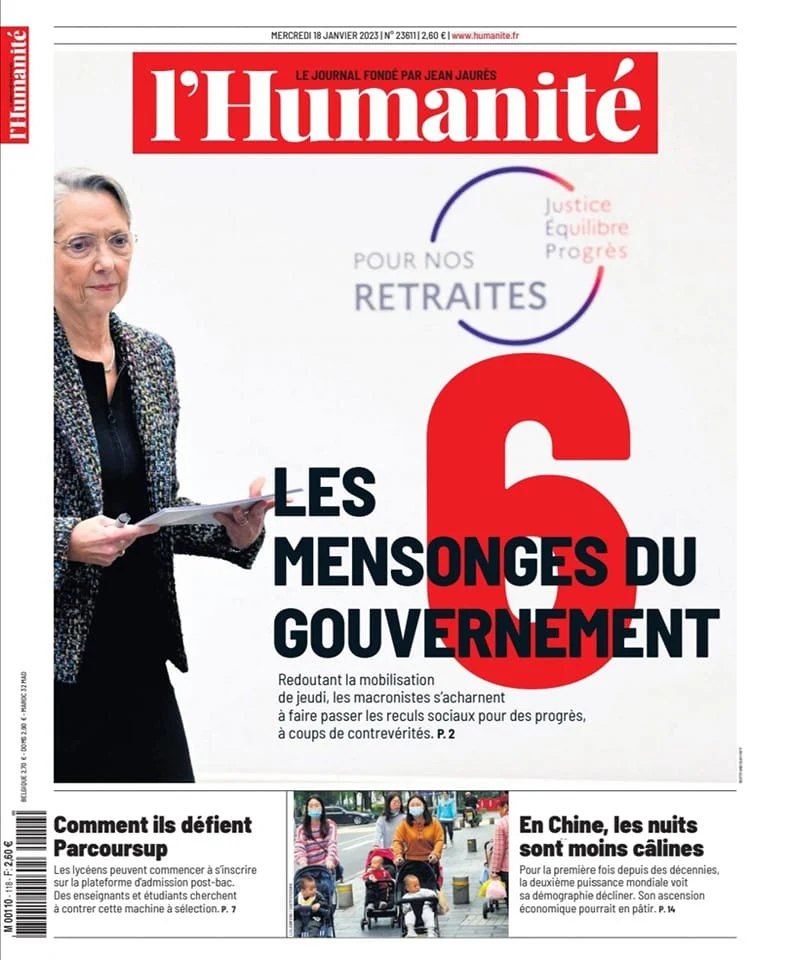 MERCREDI 18 JANVIER 2023 | N° 23611 | 2,60 € | www.humanite.fr
l'Humanité
LE JOURNAL FONDÉ PAR JEAN JAURÈS
l'Humanité
Justice
Équilibre
Progrès
POUR NOS
RETRAITES
6
LES
MENSONGES DU
GOUVERNEMENT
Redoutant la mobilisation
de jeudi, les macronistes s'acharnent
à faire passer les reculs sociaux pour des progrès,
à coups de contrevérités. P. 2
BELGIQUE 2,70 € - DOMS 2,90 € - MAROC 32 MAD
M 00110 - 118 - F: 2,60 €
Comment ils défient
Parcoursup
Les lycéens peuvent commencer à s'inscrire
sur la plateforme d'admission post-bac.
Des enseignants et étudiants cherchent
à contrer cette machine à sélection. P. 7
En Chine, les nuits
sont moins câlines
Pour la première fois depuis des décennies,
la deuxième puissance mondiale voit
sa démographie décliner. Son ascension
économique pourrait en pâtir. P. 14